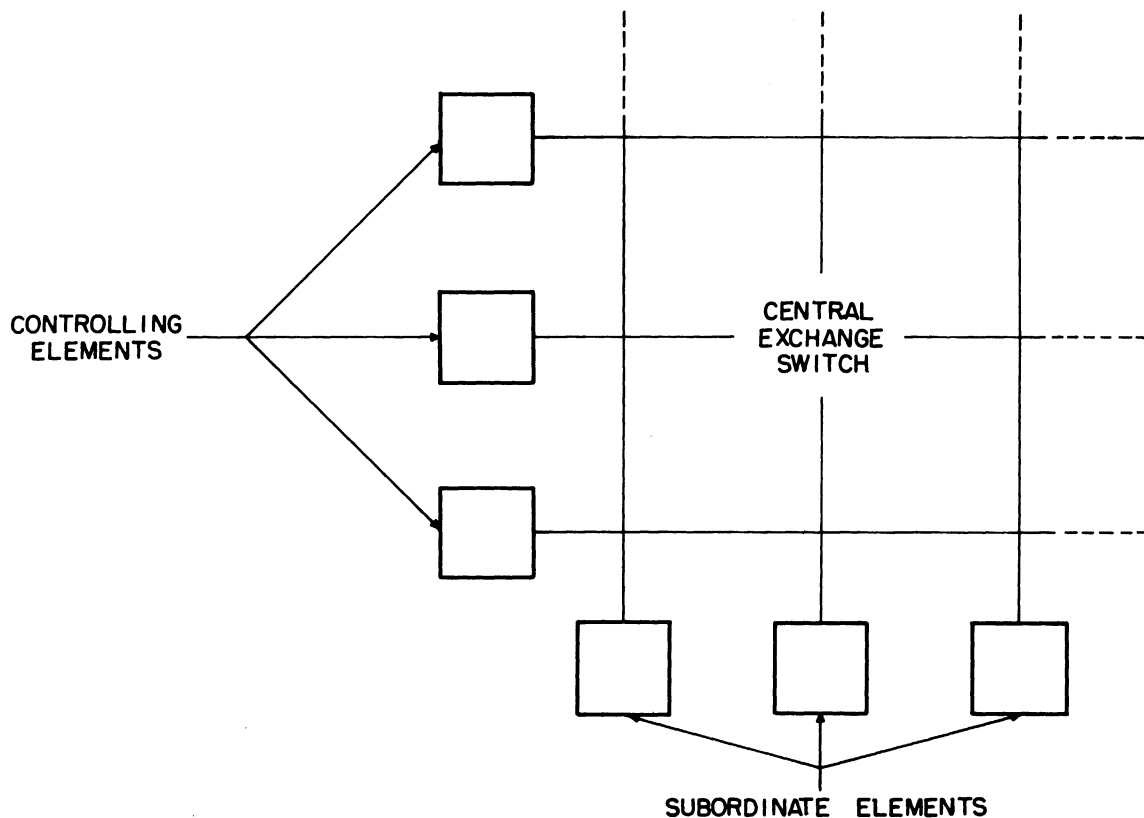 CENTRAL
EXCHANGE
SWITCH
CONTROLLING
ELEMENTS
SUBORDINATE ELEMENTS